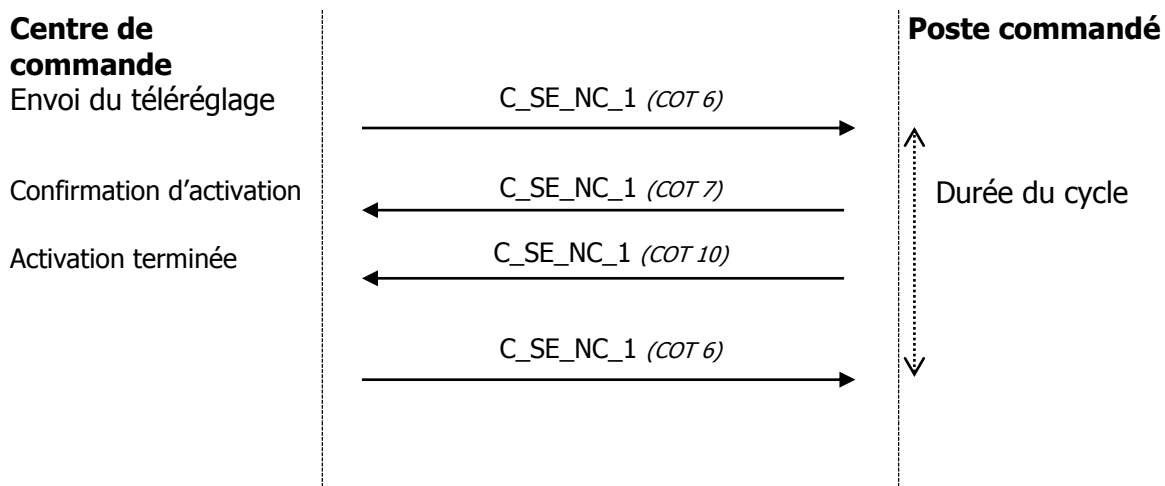 Centre de
commande
Poste commandé
Envoi du téléréglage
C_SE_NC_1 (COT 6)
Confirmation d’activation
C_SE_NC_1 (COT 7)
Durée du cycle
Activation terminée
C_SE_NC_1 (COT 10)
C_SE_NC_1 (COT 6)